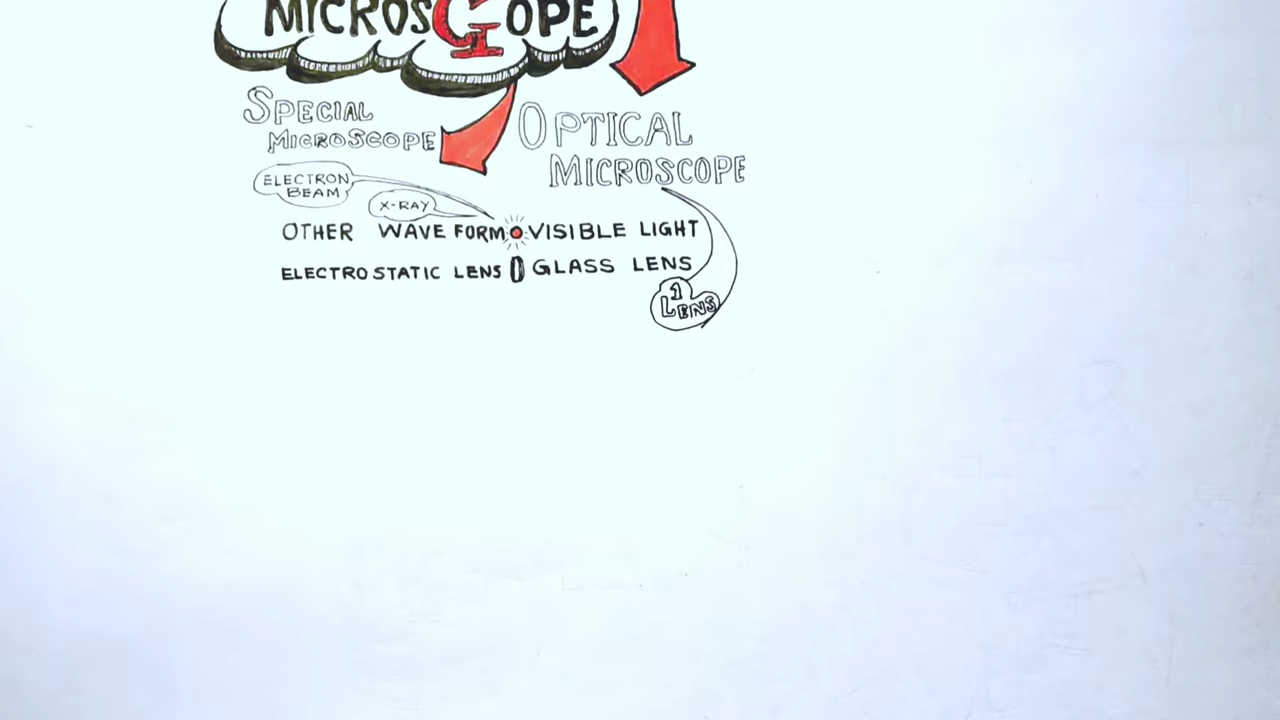 MICROSCOPE
SPECIAL
MICROSCOPE
OPTICAL
MICROSCOPE
ELECTRON
BEAM
X-RAY
OTHER WAVE FORM VISIBLE LIGHT
ELECTROSTATIC LENS GLASS LENS
1
LENS